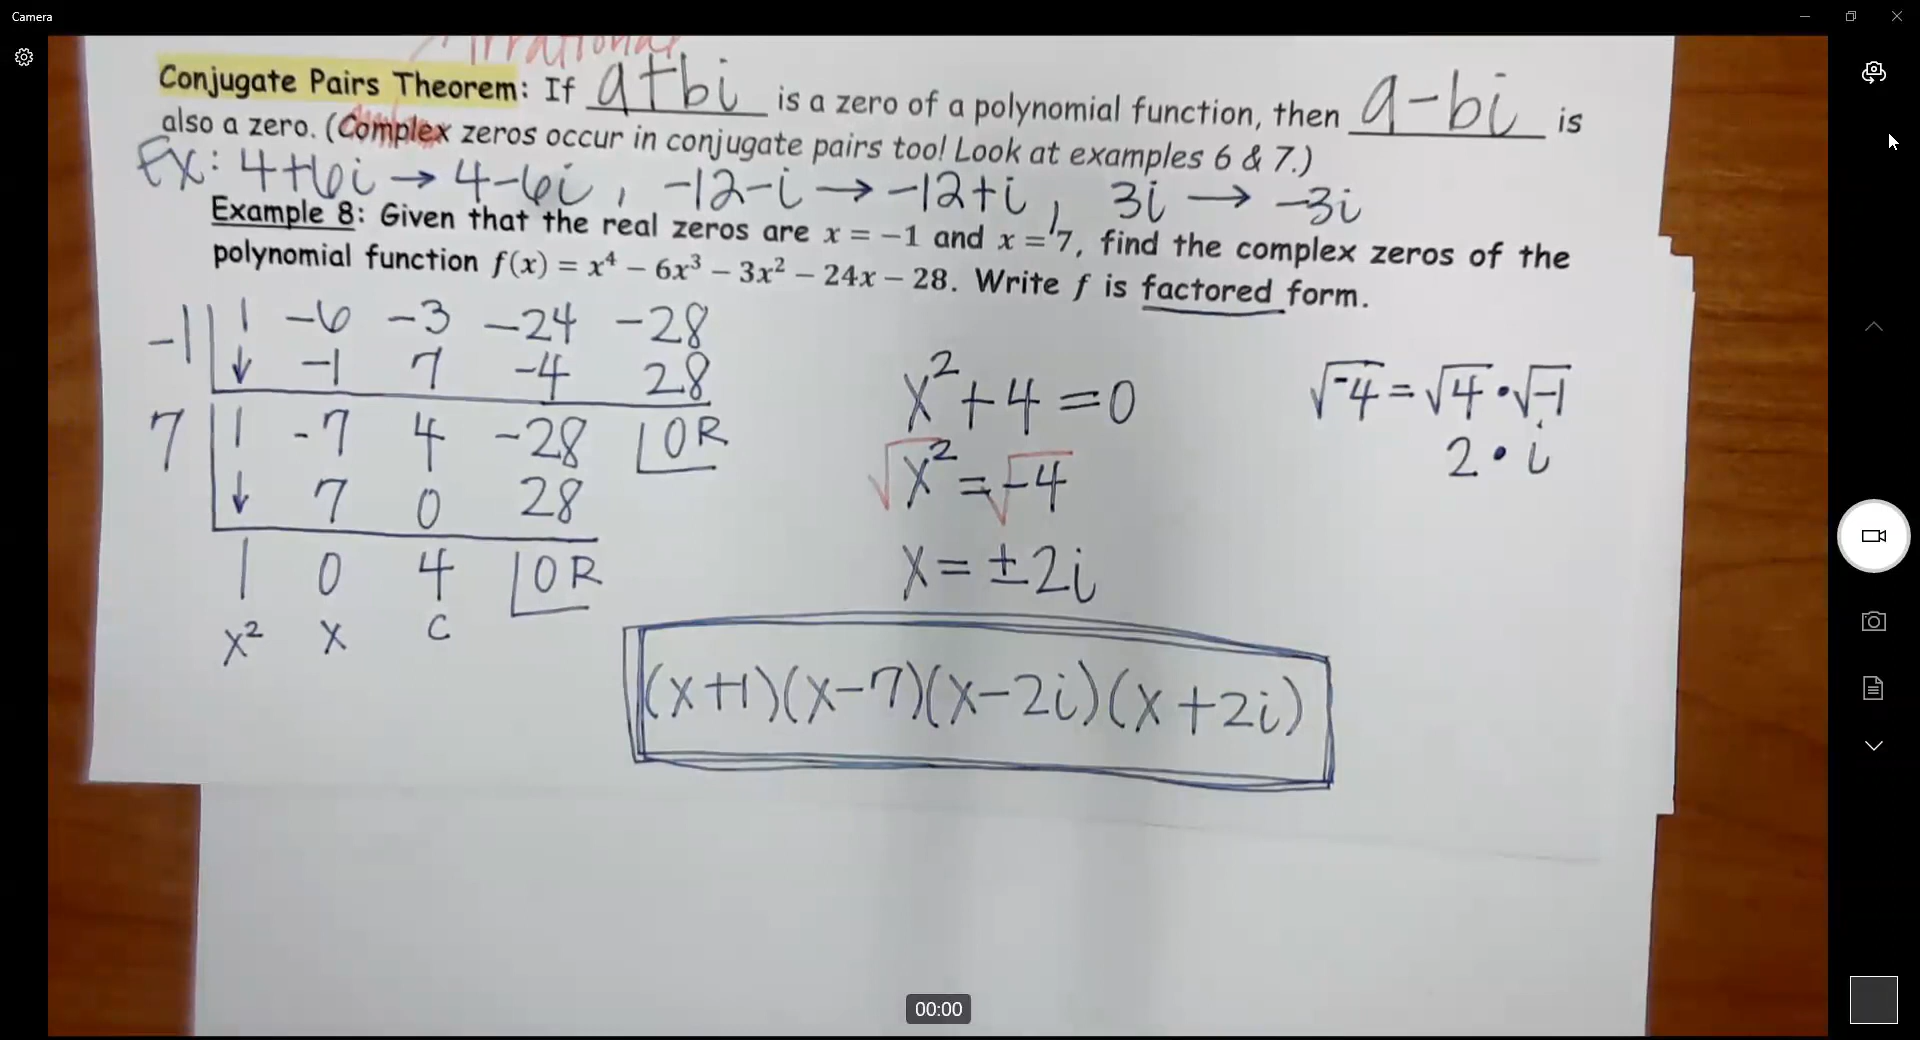 Camera
irrational
Conjugate Pairs Theorem: If a+bi is a zero of a polynomial function, then a-bi is
also a zero. (Complex zeros occur in conjugate pairs too! Look at examples 6 & 7.)
Ex: 4+6i → 4-6i , -12-i → -12+i , 3i → -3i
Example 8: Given that the real zeros are x = −1 and x = 7, find the complex zeros of the
polynomial function f(x) = x⁴ − 6x³ − 3x² − 24x − 28. Write f is factored form.
-1 1 -6 -3 -24 -28
↓ -1 7 -4 28
7 1 -7 4 -28 0R
↓ 7 0 28
1 0 4 0R
x² x c
x²+4=0
√x² = √-4
x = ±2i
√-4 = √4 • √-1
2 • i
(x+1)(x-7)(x-2i)(x+2i)
00:00